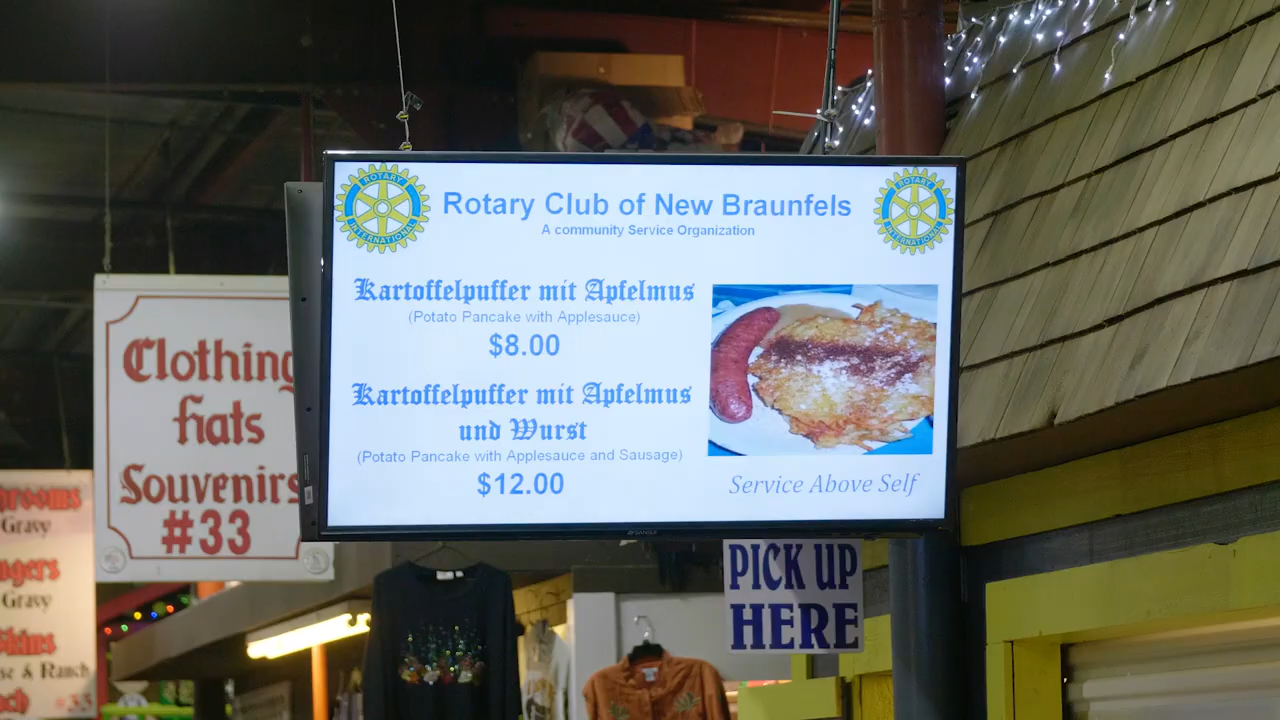 ROTARY
INTERNATIONAL
Rotary Club of New Braunfels
A community Service Organization
ROTARY
INTERNATIONAL
Kartoffelpuffer mit Apfelmus
(Potato Pancake with Applesauce)
$8.00
Kartoffelpuffer mit Apfelmus
und Wurst
(Potato Pancake with Applesauce and Sausage)
$12.00
Service Above Self
Clothing
hats
Souvenirs
#33
Gravy
Gravy
& Ranch
PICK UP
HERE